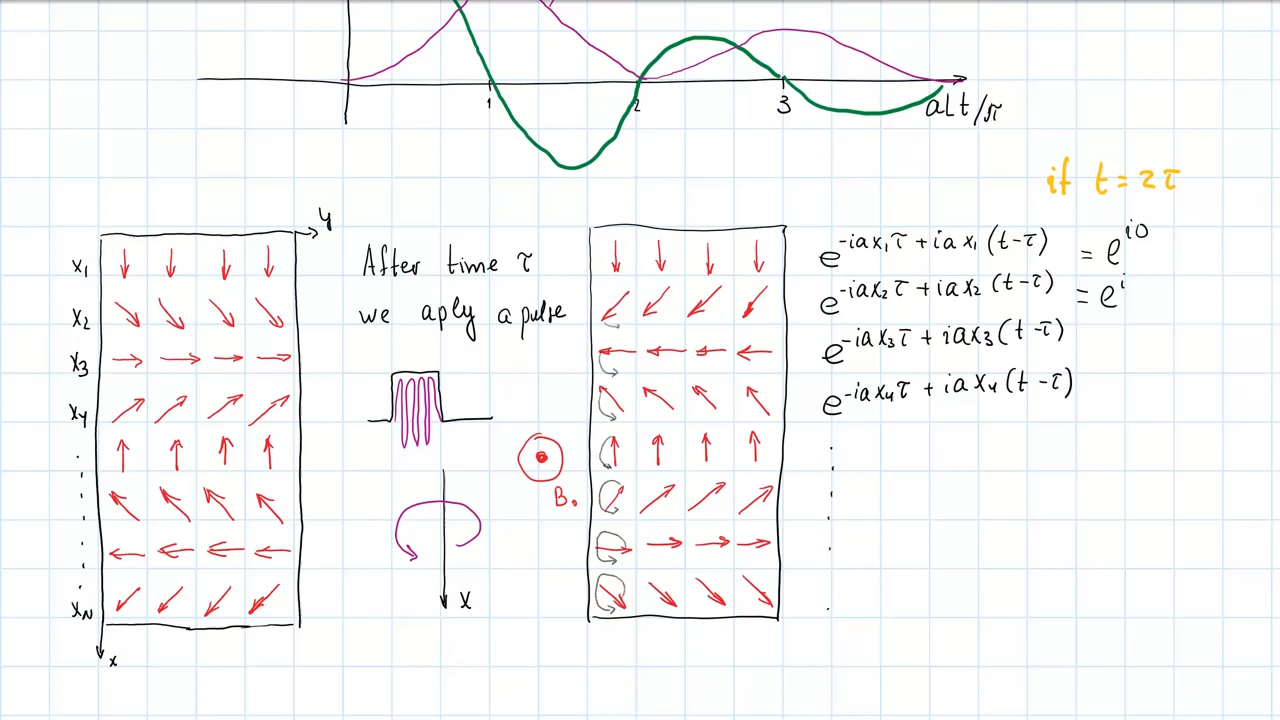 1 2 3 aLt/π
if t = 2τ
y
x₁
x₂
x₃
x₄
x_N
x
After time τ
we aply a pulse
x
B₀
e^{-iax₁τ + iax₁(t-τ)} = e^{i0}
e^{-iax₂τ + iax₂(t-τ)} = e^{i}
e^{-iax₃τ + iax₃(t-τ)}
e^{-iax₄τ + iax₄(t-τ)}